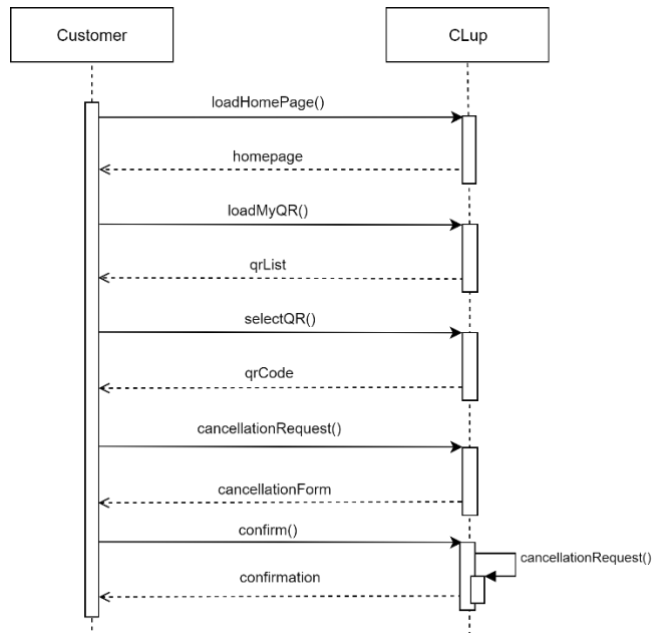 Customer
CLup
loadHomePage()
homepage
loadMyQR()
qrList
selectQR()
qrCode
cancellationRequest()
cancellationForm
confirm()
cancellationRequest()
confirmation